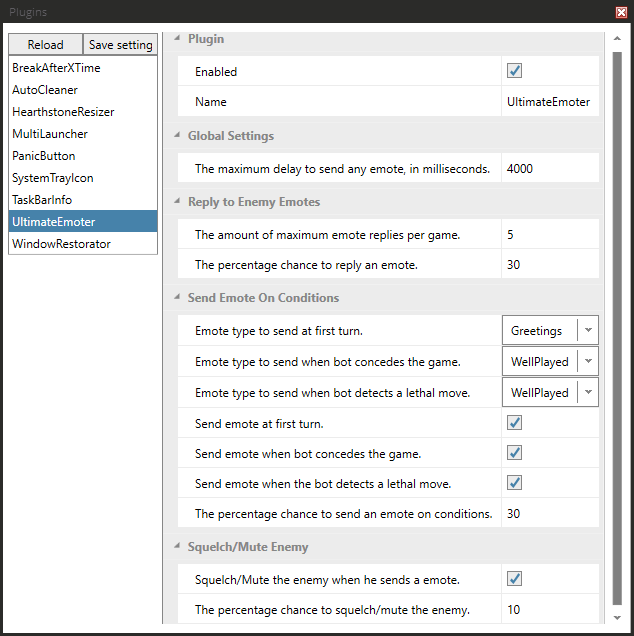 Plugins
Reload
Save setting
BreakAfterXTime
AutoCleaner
HearthstoneResizer
MultiLauncher
PanicButton
SystemTrayIcon
TaskBarInfo
UltimateEmoter
WindowRestorator
Plugin
Enabled
Name UltimateEmoter
Global Settings
The maximum delay to send any emote, in milliseconds. 4000
Reply to Enemy Emotes
The amount of maximum emote replies per game. 5
The percentage chance to reply an emote. 30
Send Emote On Conditions
Emote type to send at first turn. Greetings
Emote type to send when bot concedes the game. WellPlayed
Emote type to send when bot detects a lethal move. WellPlayed
Send emote at first turn.
Send emote when bot concedes the game.
Send emote when the bot detects a lethal move.
The percentage chance to send an emote on conditions. 30
Squelch/Mute Enemy
Squelch/Mute the enemy when he sends a emote.
The percentage chance to squelch/mute the enemy. 10